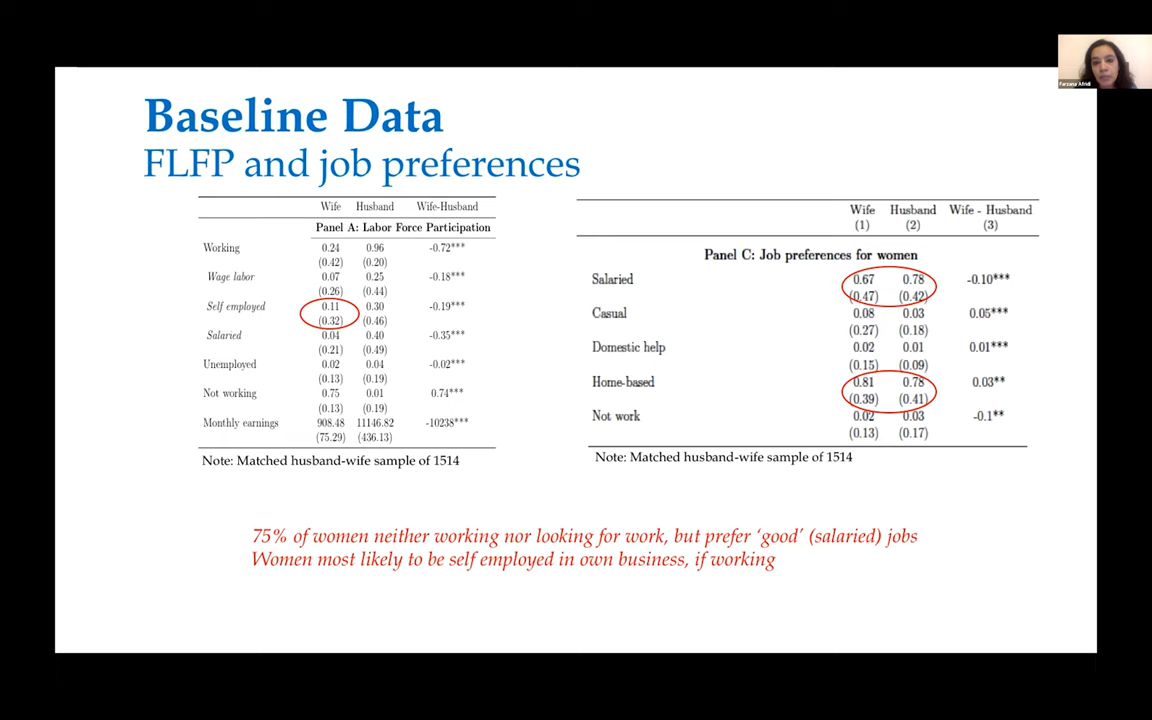 Farzana Afridi
Baseline Data
FLFP and job preferences
Wife Husband Wife-Husband
Panel A: Labor Force Participation
Working 0.24 0.96 -0.72***
(0.42) (0.20)
Wage labor 0.07 0.25 -0.18***
(0.26) (0.44)
Self employed 0.11 0.30 -0.19***
(0.32) (0.46)
Salaried 0.04 0.40 -0.35***
(0.21) (0.49)
Unemployed 0.02 0.04 -0.02***
(0.13) (0.19)
Not working 0.75 0.01 0.74***
(0.13) (0.19)
Monthly earnings 908.48 11146.82 -10238***
(75.29) (436.13)
Note: Matched husband-wife sample of 1514
Wife Husband Wife - Husband
(1) (2) (3)
Panel C: Job preferences for women
Salaried 0.67 0.78 -0.10***
(0.47) (0.42)
Casual 0.08 0.03 0.05***
(0.27) (0.18)
Domestic help 0.02 0.01 0.01***
(0.15) (0.09)
Home-based 0.81 0.78 0.03**
(0.39) (0.41)
Not work 0.02 0.03 -0.1**
(0.13) (0.17)
Note: Matched husband-wife sample of 1514
75% of women neither working nor looking for work, but prefer ‘good’ (salaried) jobs
Women most likely to be self employed in own business, if working